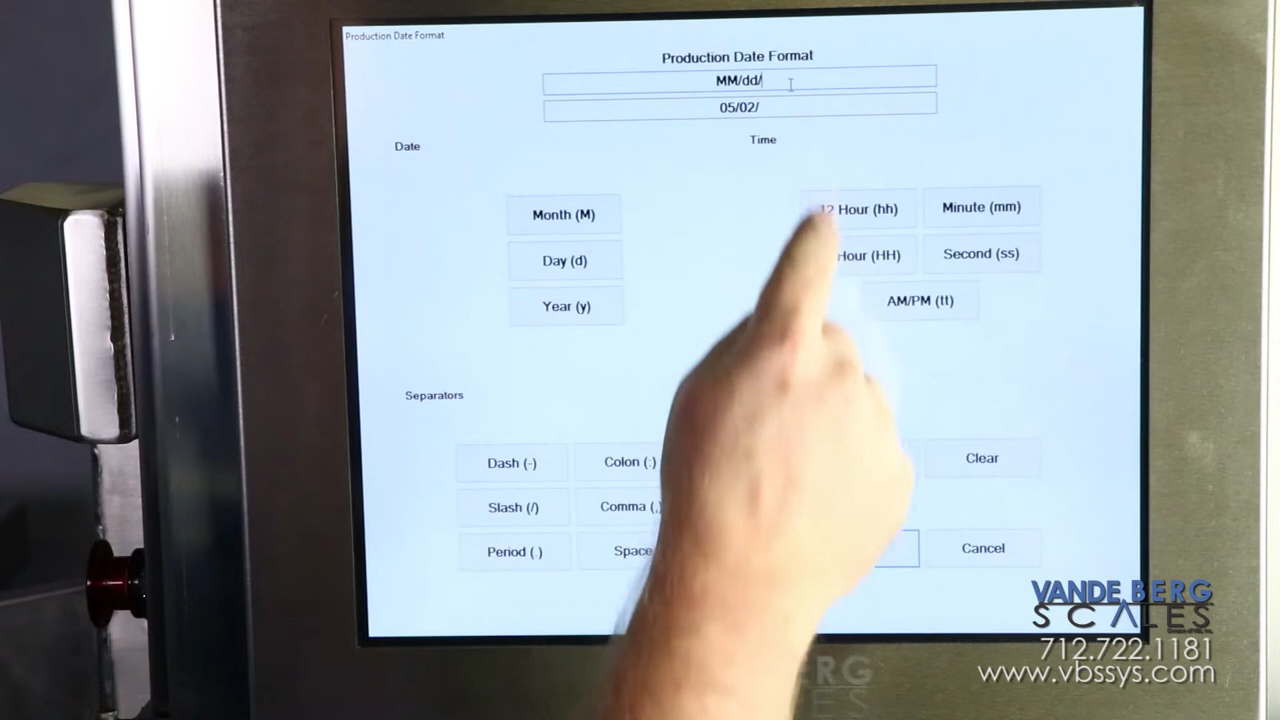 Production Date Format
Production Date Format
MM/dd/
05/02/
Date
Time
Month (M)
12 Hour (hh)
Minute (mm)
Day (d)
Hour (HH)
Second (ss)
Year (y)
AM/PM (tt)
Separators
Dash (-)
Colon (:)
Clear
Slash (/)
Comma (,)
Period (.)
Space
Cancel
VANDE BERG
SCALES
712.722.1181
www.vbssys.com